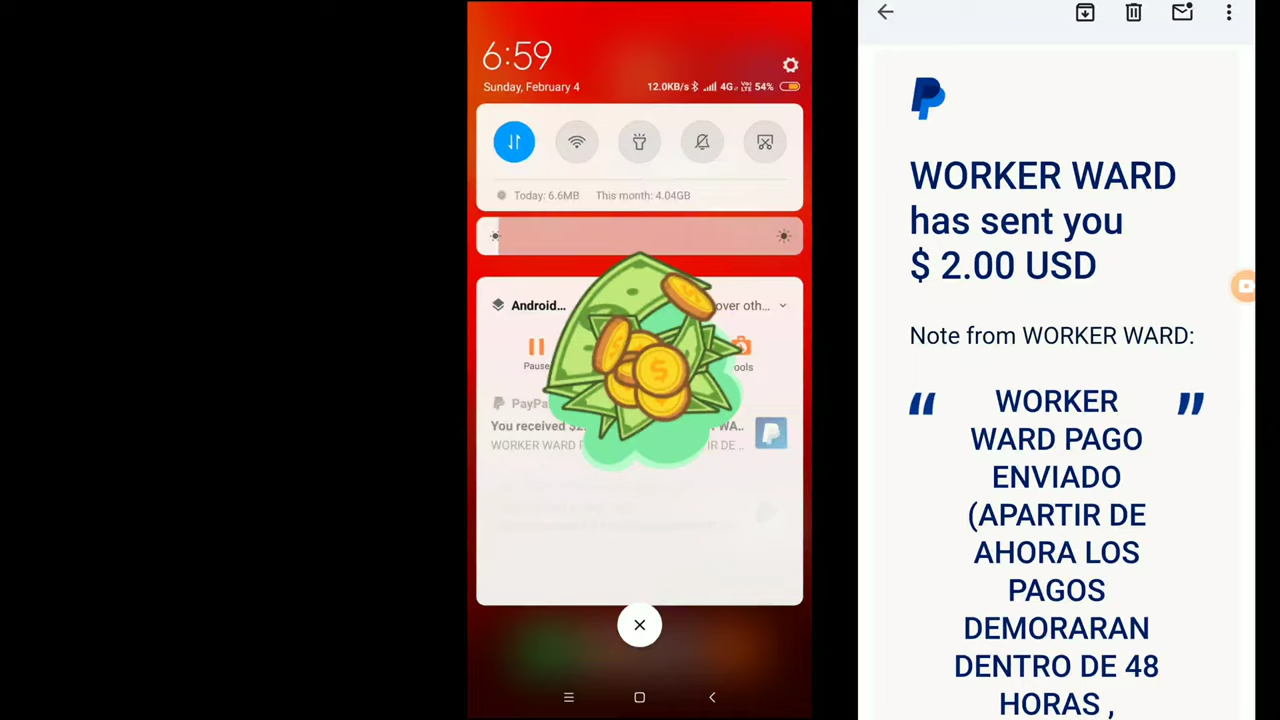 6:59
Sunday, February 4
12.0KB/s 4G 54%
Today: 6.6MB This month: 4.04GB
Android... over oth...
Pause ools
PayPa
You received $2 WA..
WORKER WARD P IR DE ..
WORKER WARD
has sent you
$ 2.00 USD
Note from WORKER WARD:
“ WORKER ”
WARD PAGO
ENVIADO
(APARTIR DE
AHORA LOS
PAGOS
DEMORARAN
DENTRO DE 48
HORAS ,